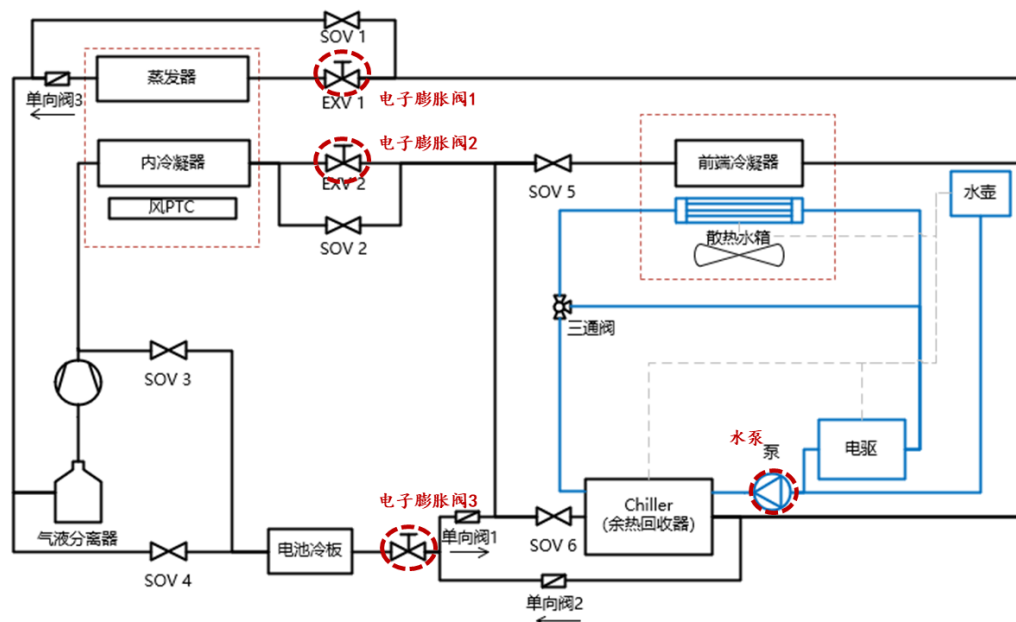 SOV 1
蒸发器
单向阀3
EXV 1
电子膨胀阀1
电子膨胀阀2
内冷凝器
EXV 2
风PTC
SOV 2
SOV 5
前端冷凝器
水壶
散热水箱
三通阀
SOV 3
水泵
泵
电驱
电子膨胀阀3
Chiller
(余热回收器)
气液分离器
单向阀1
SOV 6
电池冷板
SOV 4
单向阀2